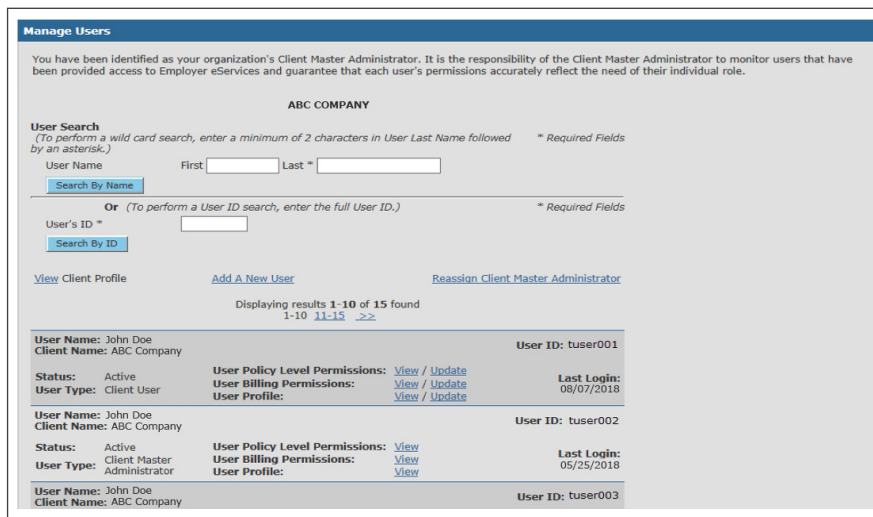 Manage Users
You have been identified as your organization's Client Master Administrator. It is the responsibility of the Client Master Administrator to monitor users that have
been provided access to Employer eServices and guarantee that each user's permissions accurately reflect the need of their individual role.
ABC COMPANY
User Search
(To perform a wild card search, enter a minimum of 2 characters in User Last Name followed * Required Fields
by an asterisk.)
User Name First Last *
Search By Name
Or (To perform a User ID search, enter the full User ID.) * Required Fields
User's ID *
Search By ID
View Client Profile Add A New User Reassign Client Master Administrator
Displaying results 1-10 of 15 found
1-10 11-15 >>
User Name: John Doe User ID: tuser001
Client Name: ABC Company
User Policy Level Permissions: View / Update
Status: Active User Billing Permissions: View / Update Last Login:
User Type: Client User User Profile: View / Update 08/07/2018
User Name: John Doe User ID: tuser002
Client Name: ABC Company
Status: Active User Policy Level Permissions: View
User Type: Client Master Administrator User Billing Permissions: View Last Login:
User Profile: View 05/25/2018
User Name: John Doe User ID: tuser003
Client Name: ABC Company